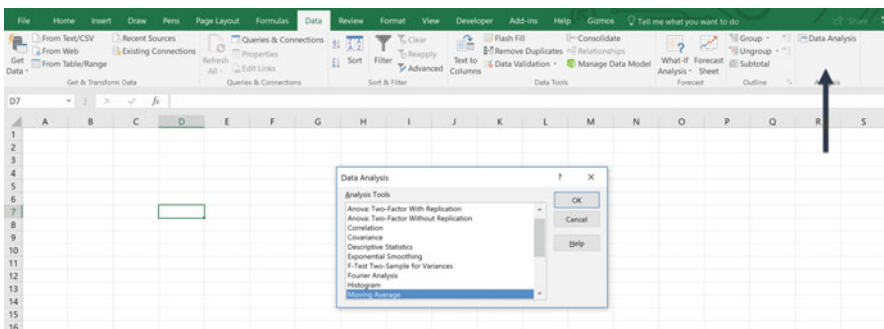 File Home Insert Draw Pens Page Layout Formulas Data Review Format View Developer Add-ins Help Gizmos Tell me what you want to do Share
From Text/CSV Recent Sources Queries & Connections Clear Flash Fill Consolidate Group Data Analysis
From Web Existing Connections Properties Reapply Remove Duplicates Relationships Ungroup
From Table/Range Edit Links Advanced Data Validation Manage Data Model Subtotal
Get Data Refresh All Sort Filter Text to Columns What-If Analysis Forecast Sheet
Get & Transform Data Queries & Connections Sort & Filter Data Tools Forecast Outline
D7 fx
A B C D E F G H I J K L M N O P Q R S
1
2
3
4
5
6
7
8
9
10
11
12
13
14
15
16
Data Analysis ? ×
Analysis Tools
Anova: Two-Factor With Replication
Anova: Two-Factor Without Replication
Correlation
Covariance
Descriptive Statistics
Exponential Smoothing
F-Test Two-Sample for Variances
Fourier Analysis
Histogram
Moving Average
OK
Cancel
Help